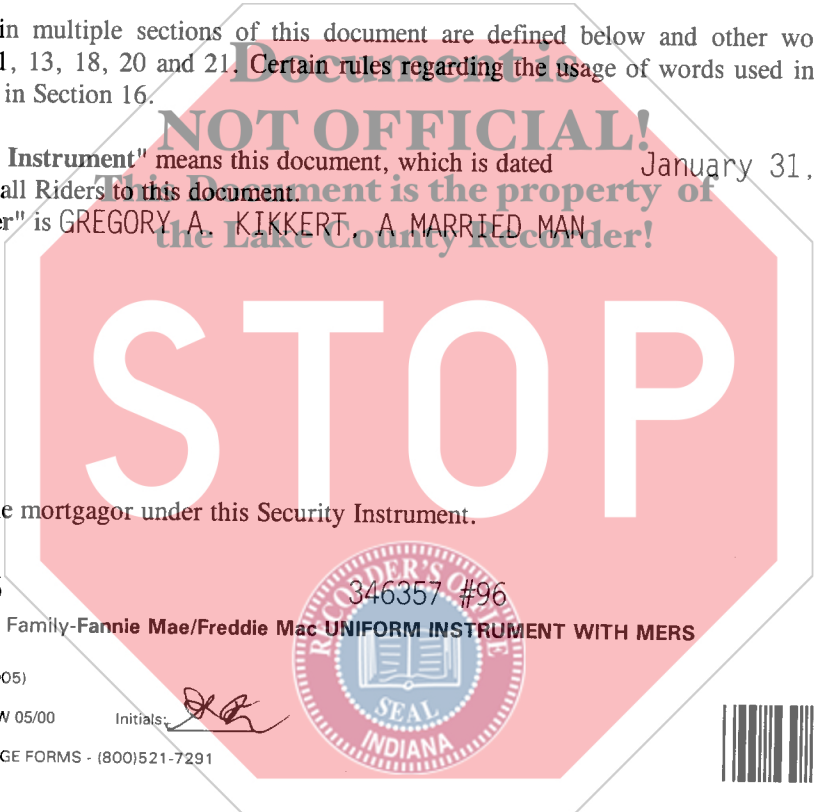 in multiple sections of this document are defined below and other wo
1, 13, 18, 20 and 21. Certain rules regarding the usage of words used in
in Section 16.
Document is
NOT OFFICIAL!
This Document is the property of
the Lake County Recorder!
Instrument" means this document, which is dated January 31,
all Riders to this document.
er" is GREGORY A. KIKKERT, A MARRIED MAN
STOP
e mortgagor under this Security Instrument.
346357 #96
Family-Fannie Mae/Freddie Mac UNIFORM INSTRUMENT WITH MERS
05)
W 05/00 Initials:
GE FORMS - (800)521-7291
RECORDER'S OFFICE
SEAL
INDIANA